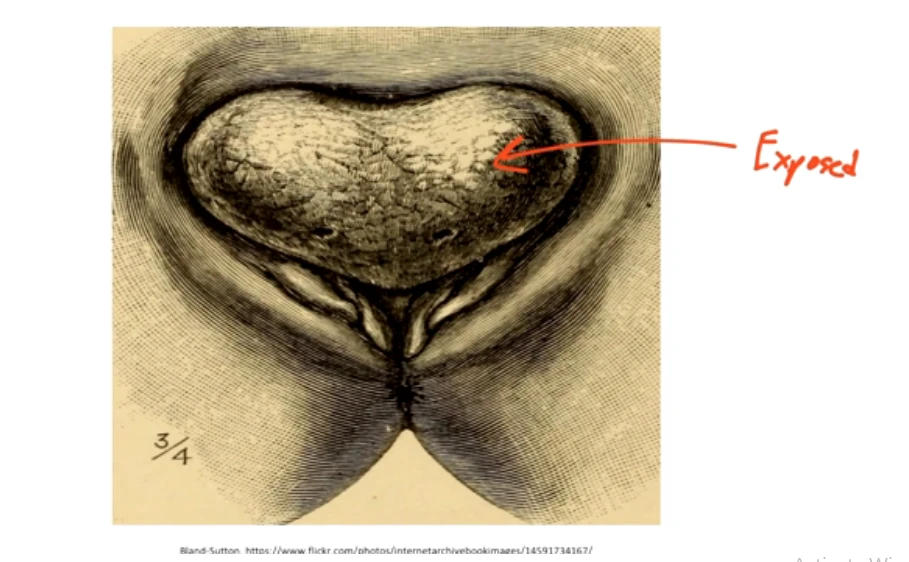 Exposed
3/4
Bland-Sutton, https://www.flickr.com/photos/internetarchivebookimages/14591734167/